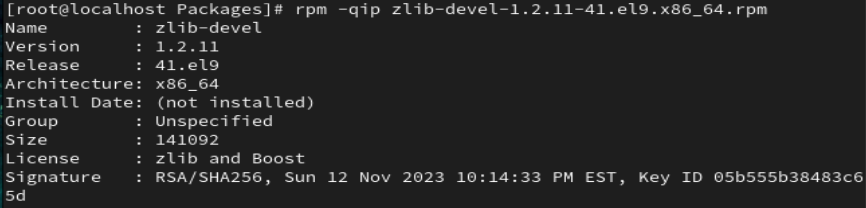 [root@localhost Packages]# rpm -qip zlib-devel-1.2.11-41.el9.x86_64.rpm
Name        : zlib-devel
Version     : 1.2.11
Release     : 41.el9
Architecture: x86_64
Install Date: (not installed)
Group       : Unspecified
Size        : 141092
License     : zlib and Boost
Signature   : RSA/SHA256, Sun 12 Nov 2023 10:14:33 PM EST, Key ID 05b555b38483c6
5d